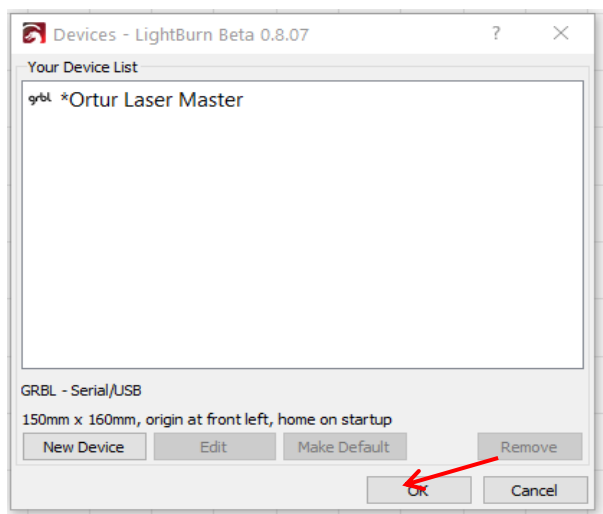 Devices - LightBurn Beta 0.8.07 ?
Your Device List
grbl *Ortur Laser Master
GRBL - Serial/USB
150mm x 160mm, origin at front left, home on startup
New Device Edit Make Default Remove
OK Cancel